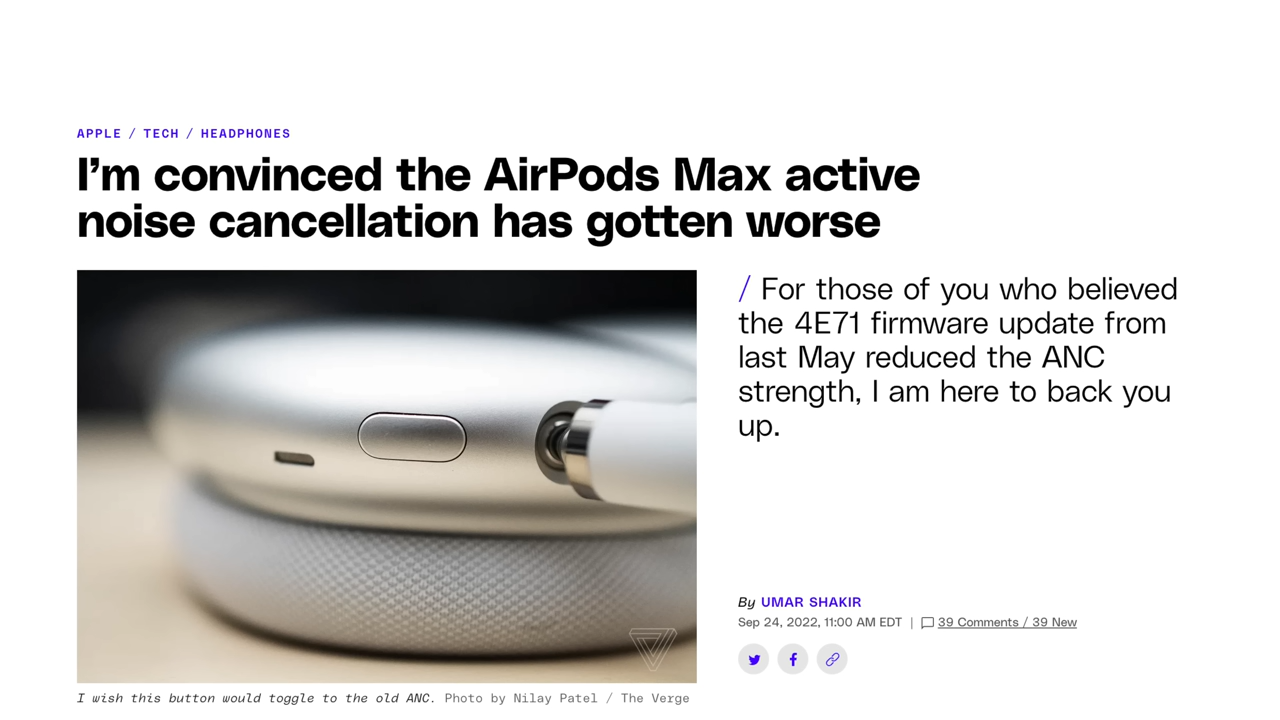 APPLE / TECH / HEADPHONES
I’m convinced the AirPods Max active
noise cancellation has gotten worse
/ For those of you who believed
the 4E71 firmware update from
last May reduced the ANC
strength, I am here to back you
up.
By UMAR SHAKIR
Sep 24, 2022, 11:00 AM EDT | 39 Comments / 39 New
I wish this button would toggle to the old ANC. Photo by Nilay Patel / The Verge